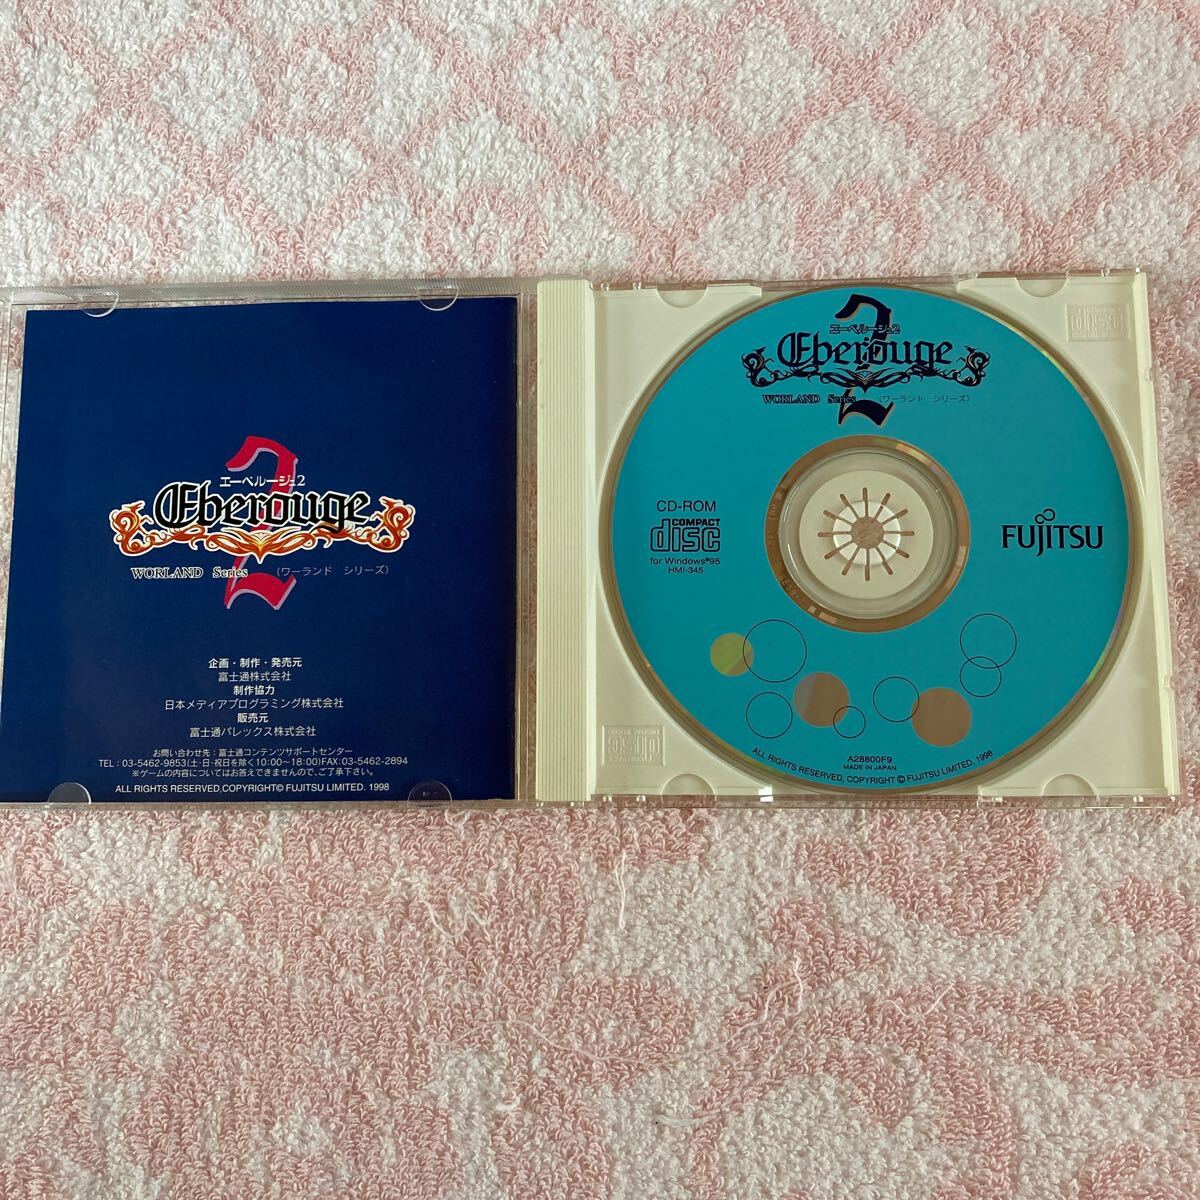 エーベルージュ2
Eberouge
2
WORLAND Series (ワーランド シリーズ)
企画・制作・発売元
富士通株式会社
制作協力
日本メディアプログラミング株式会社
販売元
富士通パレックス株式会社
お問い合わせ先：富士通コンテンツサポートセンター
TEL：03-5462-9853(土・日・祝日を除く10:00~18:00)FAX:03-5462-2894
※ゲームの内容についてはお答えできませんので、ご了承下さい。
ALL RIGHTS RESERVED,COPYRIGHT© FUJITSU LIMITED. 1998
エーベルージュ2
Eberouge
2
WORLAND Series (ワーランド シリーズ)
CD-ROM
COMPACT
disc
for Windows®95
HMI-345
FUJITSU
A28800F9
MADE IN JAPAN
ALL RIGHTS RESERVED, COPYRIGHT © FUJITSU LIMITED, 1998
disc
disc